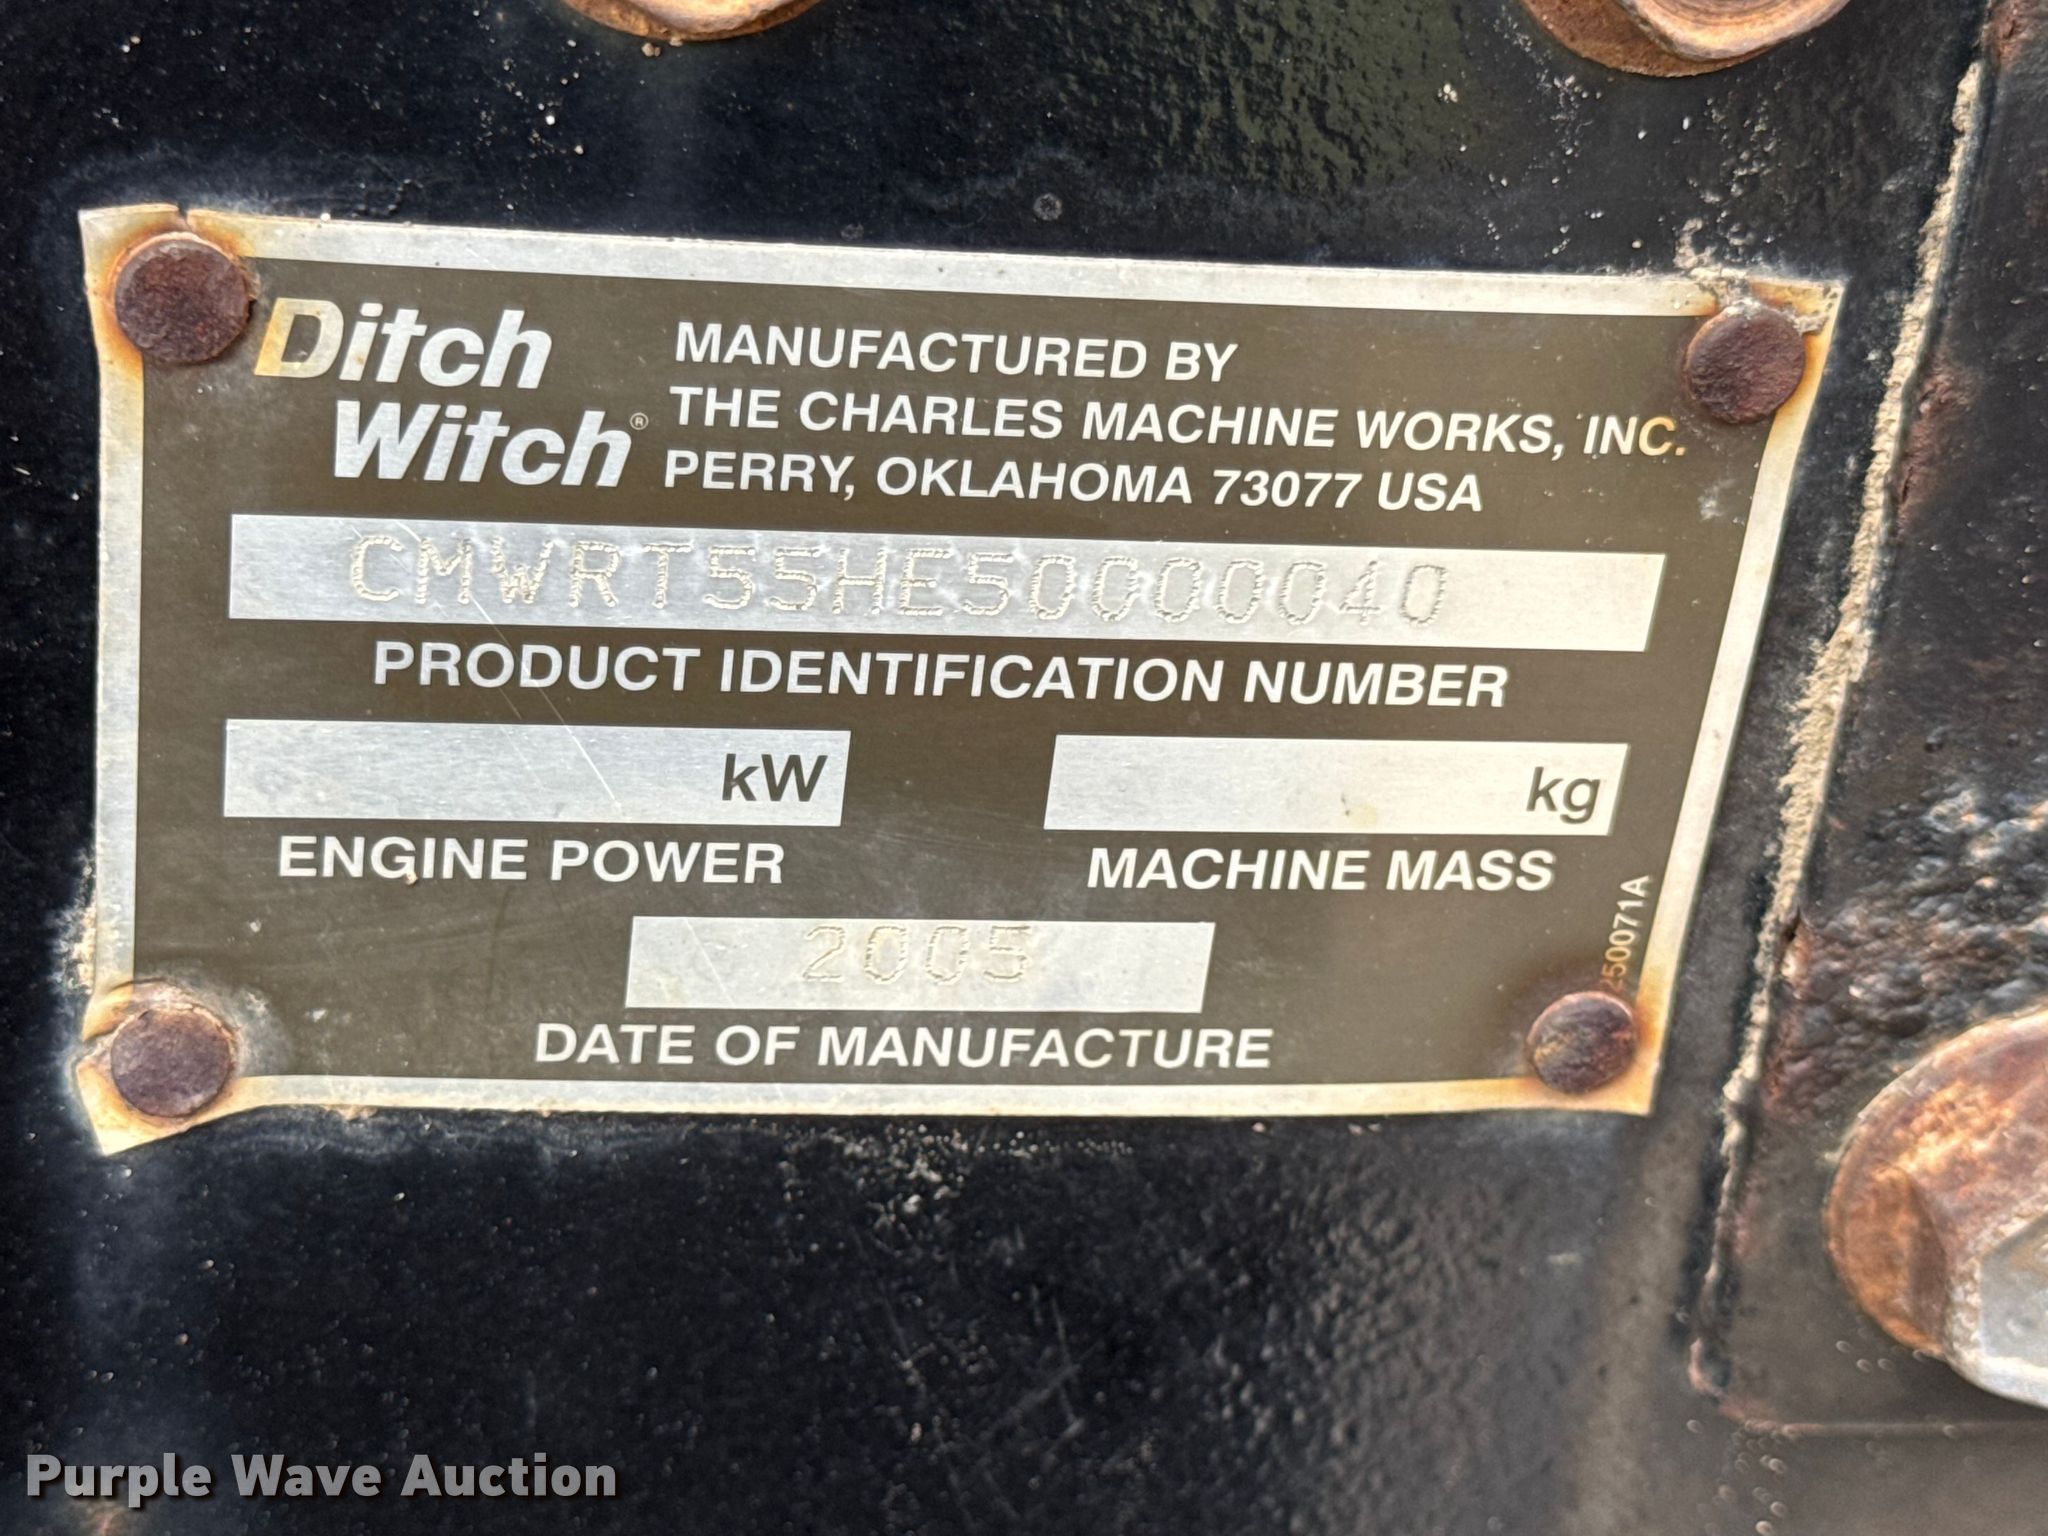 Ditch
Witch®
MANUFACTURED BY
THE CHARLES MACHINE WORKS, INC.
PERRY, OKLAHOMA 73077 USA
CMWRT55HE50000040
PRODUCT IDENTIFICATION NUMBER
kW
kg
ENGINE POWER
MACHINE MASS
250071A
2005
DATE OF MANUFACTURE
Purple Wave Auction